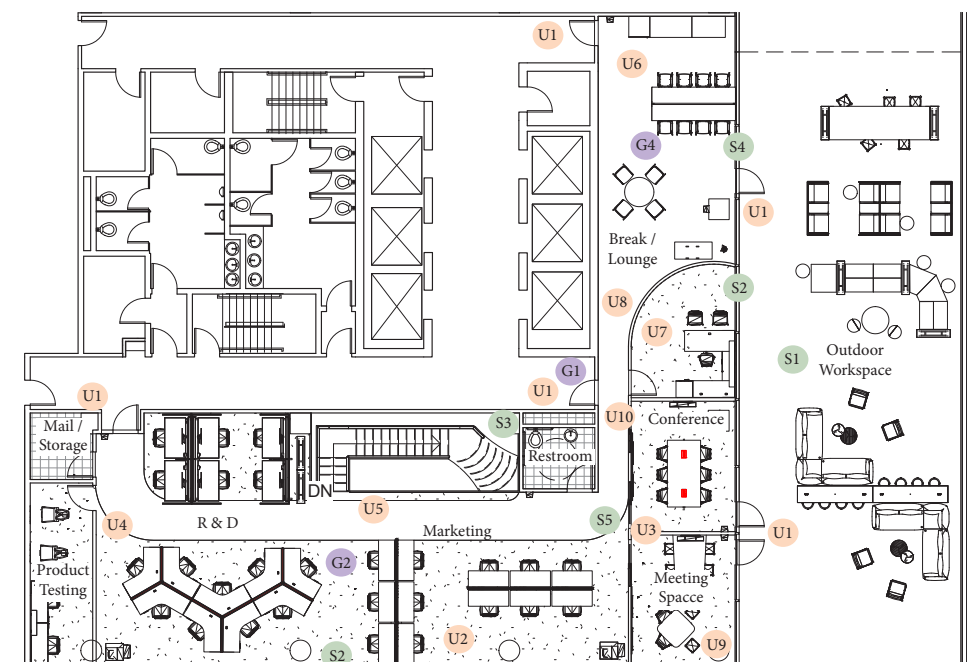 U1
U6
G4
S4
U1
Break /
Lounge
S2
U8
U7
S1
Outdoor
Workspace
G1
U1
U1
Mail /
Storage
S3
Restroom
U10
Conference
DN
U5
U4
R & D
Marketing
S5
U3
U1
G2
Product
Testing
Meeting
Spacce
U2
U9
S2